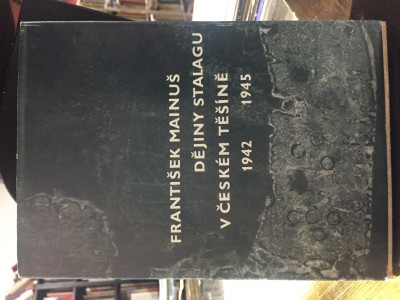 FRANTIŠEK MAINUŠ
DĚJINY STALAGU
V ČESKÉM TĚŠÍNĚ
1942 1945